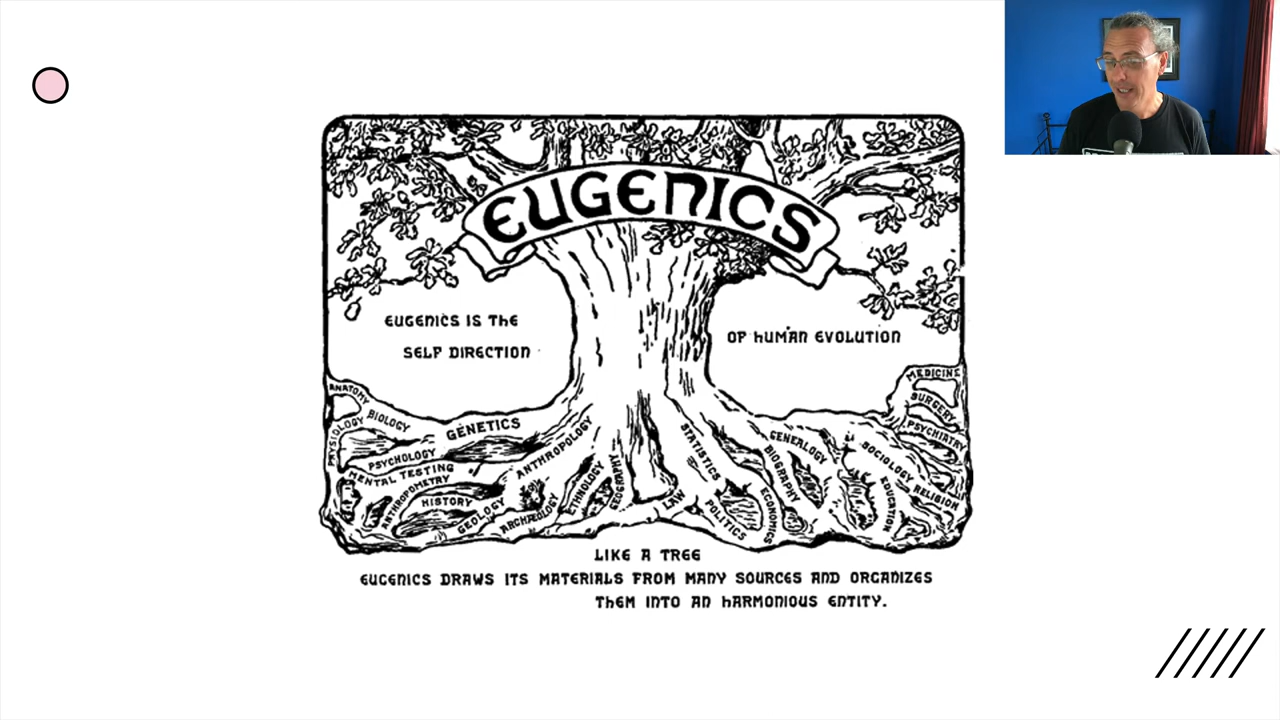 EUGENICS
EUGENICS IS THE
SELF DIRECTION
OF HUMAN EVOLUTION
ANATOMY
BIOLOGY
PHYSIOLOGY
GENETICS
PSYCHOLOGY
MENTAL TESTING
ANTHROPOMETRY
HISTORY
GEOLOGY
ANTHROPOLOGY
ARCHÆOLOGY
ETHNOLOGY
GEOGRAPHY
LAW
STATISTICS
POLITICS
ECONOMICS
BIOGRAPHY
GENEALOGY
EDUCATION
SOCIOLOGY
RELIGION
PSYCHIATRY
SURGERY
MEDICINE
LIKE A TREE
EUGENICS DRAWS ITS MATERIALS FROM MANY SOURCES AND ORGANIZES
THEM INTO AN HARMONIOUS ENTITY.